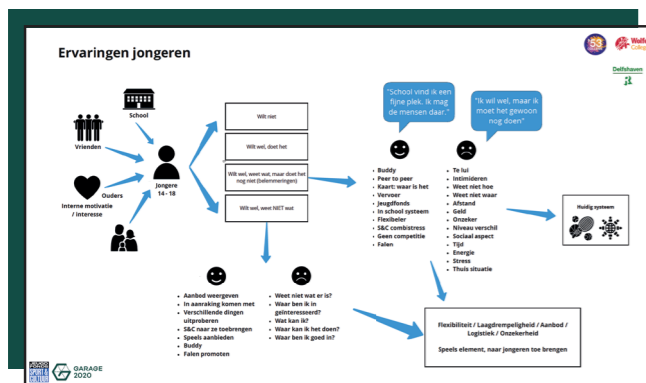 Ervaringen jongeren
53
Wolfert
College
Delfshaven
School
Vrienden
Ouders
Interne motivatie
/ interesse
Jongere
14 - 18
Wilt niet
Wilt wel, doet het
Wilt wel, weet wat, maar doet het
nog niet (belemmeringen)
Wilt wel, weet NIET wat
"School vind ik een
fijne plek. Ik mag
de mensen daar."
"Ik wil wel, maar ik
moet het gewoon
nog doen"
• Buddy
• Peer to peer
• Kaart: waar is het
• Vervoer
• Jeugdfonds
• In school systeem
• Flexibeler
• S&C combistress
• Geen competitie
• Falen
• Te lui
• Intimideren
• Weet niet hoe
• Weet niet waar
• Afstand
• Geld
• Onzeker
• Niveau verschil
• Sociaal aspect
• Tijd
• Energie
• Stress
• Thuis situatie
Huidig systeem
• Aanbod weergeven
• In aanraking komen met
• Verschillende dingen
uitproberen
• S&C naar ze toebrengen
• Speels aanbieden
• Buddy
• Falen promoten
• Weet niet wat er is?
• Waar ben ik in
geïnteresseerd?
• Wat kan ik?
• Waar kan ik het doen?
• Waar ben ik goed in?
Flexibiliteit / Laagdrempeligheid / Aanbod /
Logistiek / Onzekerheid
Speels element, naar jongeren toe brengen
SPORT &
CULTUUR
GARAGE
2020